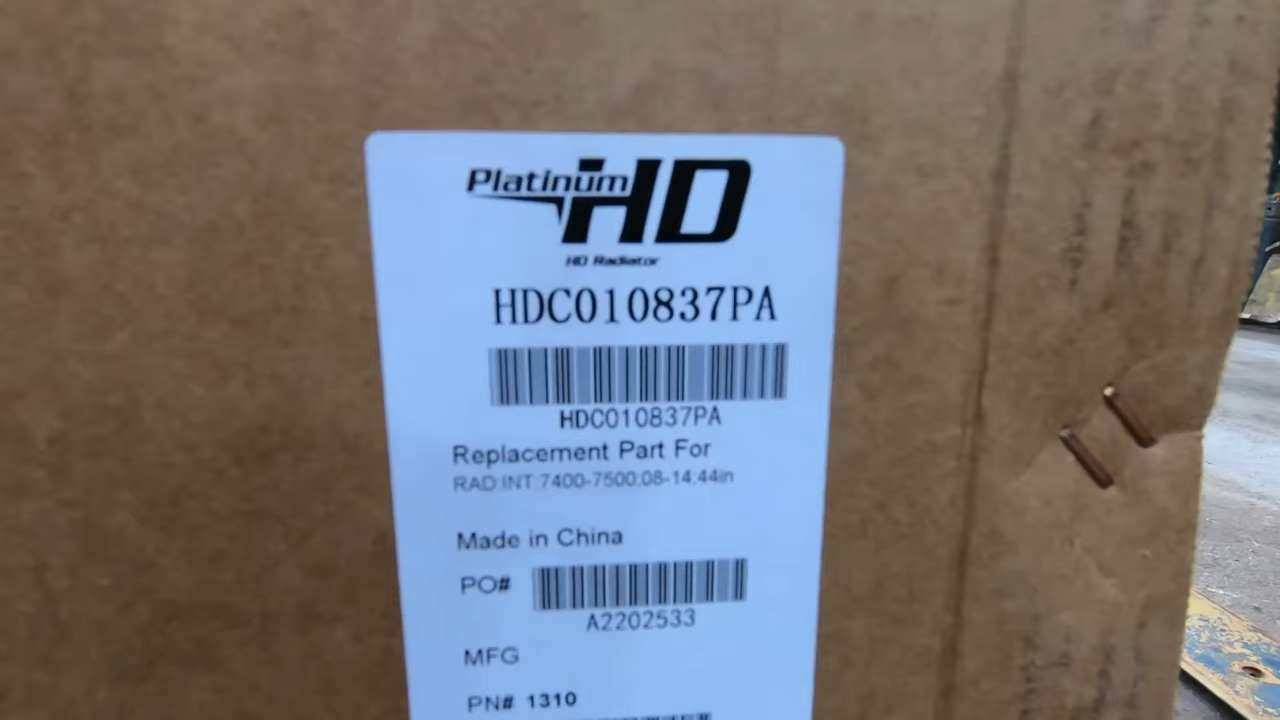 Platinum HD
HD Radiator
HDC010837PA
HDC010837PA
Replacement Part For
RAD:INT:7400-7500:08-14:44in
Made in China
PO#
A2202533
MFG
PN# 1310